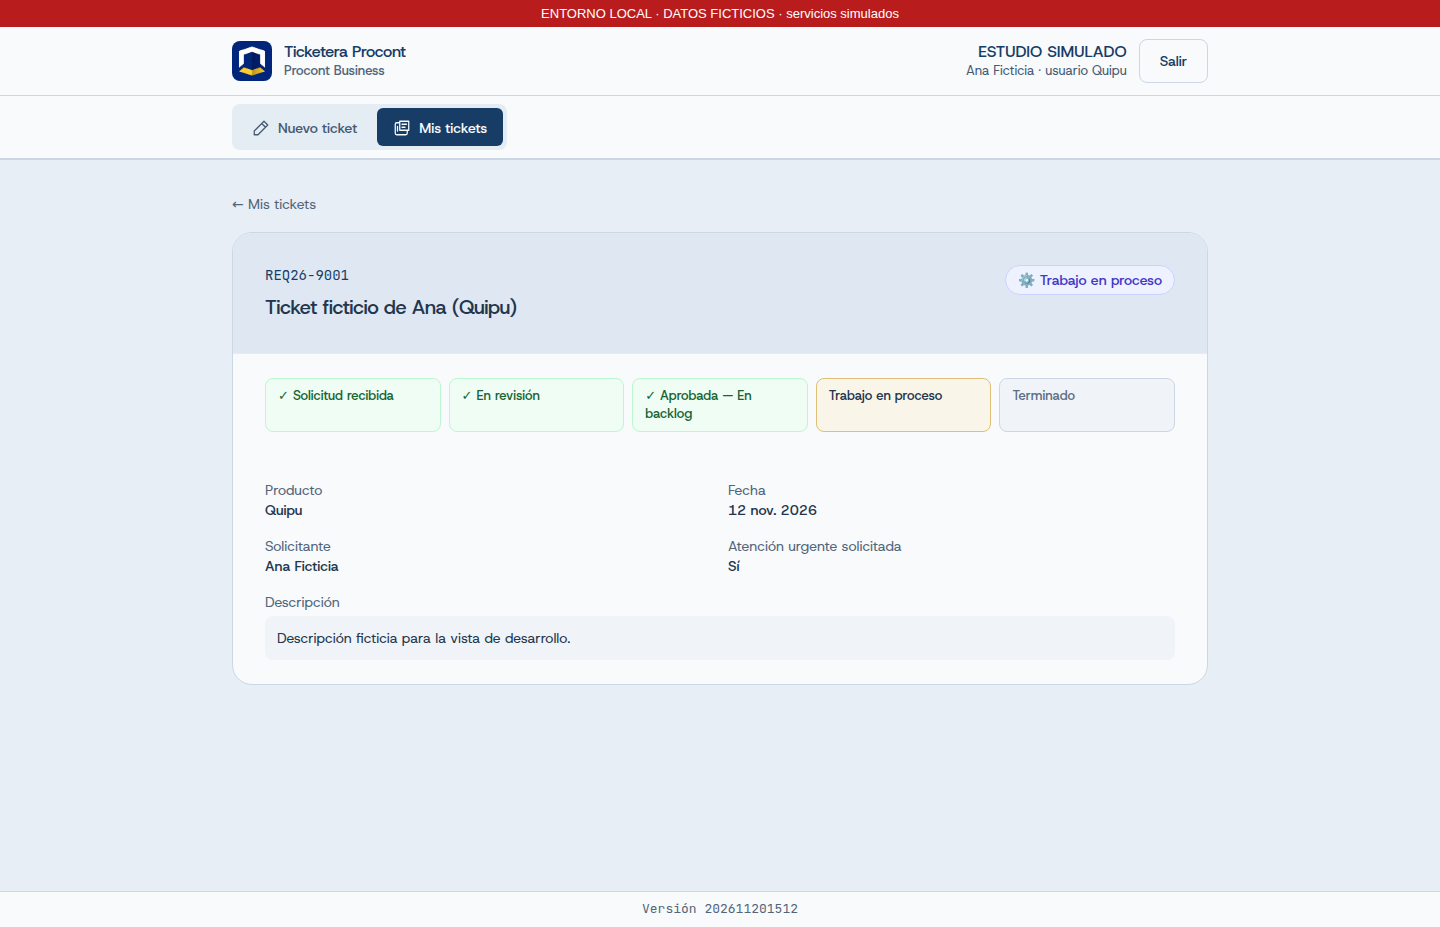 ENTORNO LOCAL · DATOS FICTICIOS · servicios simulados
Ticketera Procont
Procont Business
ESTUDIO SIMULADO
Ana Ficticia · usuario Quipu
Salir
Nuevo ticket
Mis tickets
← Mis tickets
REQ26-9001
Ticket ficticio de Ana (Quipu)
⚙️ Trabajo en proceso
✓ Solicitud recibida
✓ En revisión
✓ Aprobada — En
backlog
Trabajo en proceso
Terminado
Producto
Quipu
Fecha
12 nov. 2026
Solicitante
Ana Ficticia
Atención urgente solicitada
Sí
Descripción
Descripción ficticia para la vista de desarrollo.
Versión 202611201512